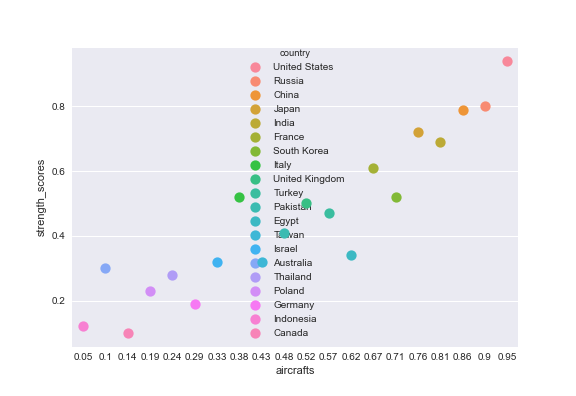 country
United States
Russia
China
Japan
India
France
South Korea
Italy
United Kingdom
Turkey
Pakistan
Egypt
Taiwan
Israel
Australia
Thailand
Poland
Germany
Indonesia
Canada
0.8
0.6
0.4
0.2
strength_scores
0.05 0.1 0.14 0.19 0.24 0.29 0.33 0.38 0.43 0.48 0.52 0.57 0.62 0.67 0.71 0.76 0.81 0.86 0.9 0.95
aircrafts